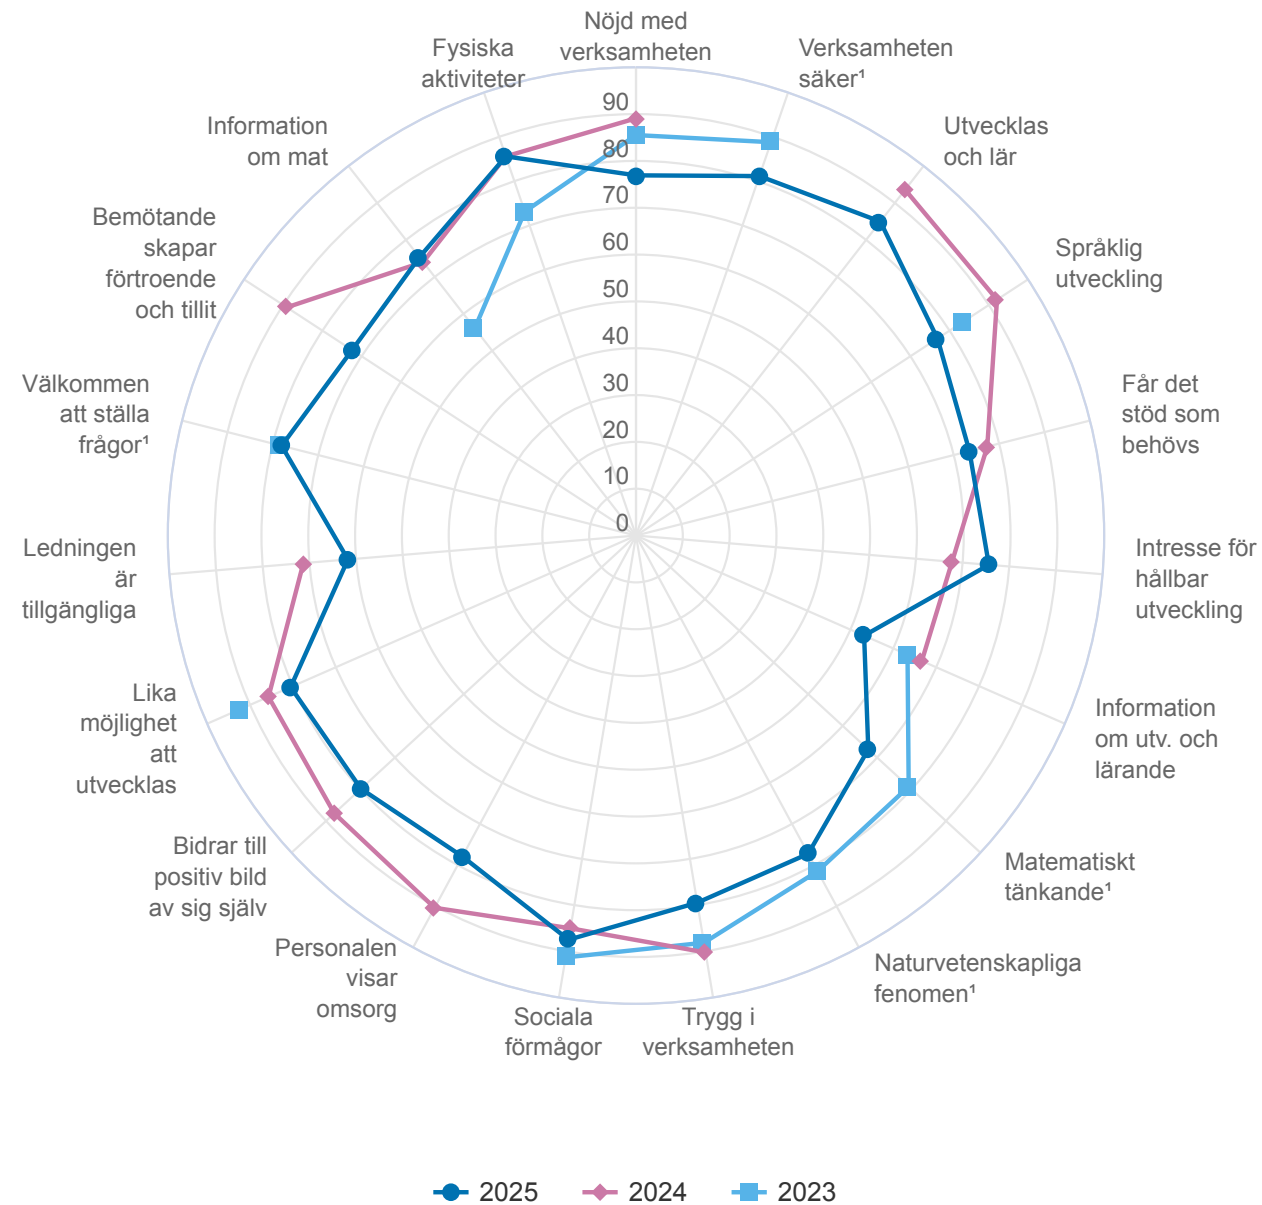 Nöjd med
verksamheten
Verksamheten
säker¹
Utvecklas
och lär
Språklig
utveckling
Får det
stöd som
behövs
Intresse för
hållbar
utveckling
Information
om utv. och
lärande
Matematiskt
tänkande¹
Naturvetenskapliga
fenomen¹
Trygg i
verksamheten
Sociala
förmågor
Personalen
visar
omsorg
Bidrar till
positiv bild
av sig själv
Lika
möjlighet
att
utvecklas
Ledningen
är
tillgängliga
Välkommen
att ställa
frågor¹
Bemötande
skapar
förtroende
och tillit
Information
om mat
Fysiska
aktiviteter
90
80
70
60
50
40
30
20
10
0
2025
2024
2023